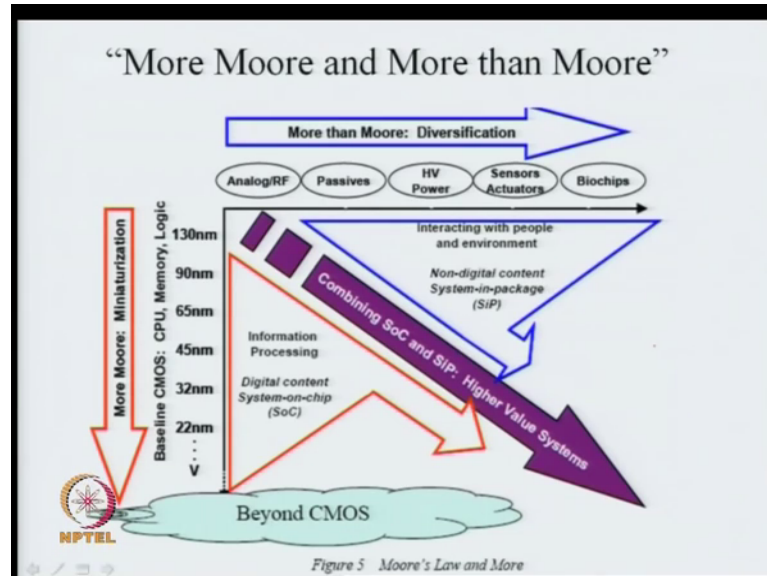 “More Moore and More than Moore”
More than Moore: Diversification
Analog/RF
Passives
HV
Power
Sensors
Actuators
Biochips
More Moore: Miniaturization
Baseline CMOS: CPU, Memory, Logic
130nm
90nm
65nm
45nm
32nm
22nm
V
Interacting with people
and environment
Non-digital content
System-in-package
(SiP)
Combining SoC and SiP: Higher Value Systems
Information
Processing
Digital content
System-on-chip
(SoC)
Beyond CMOS
NPTEL
Figure 5 Moore's Law and More